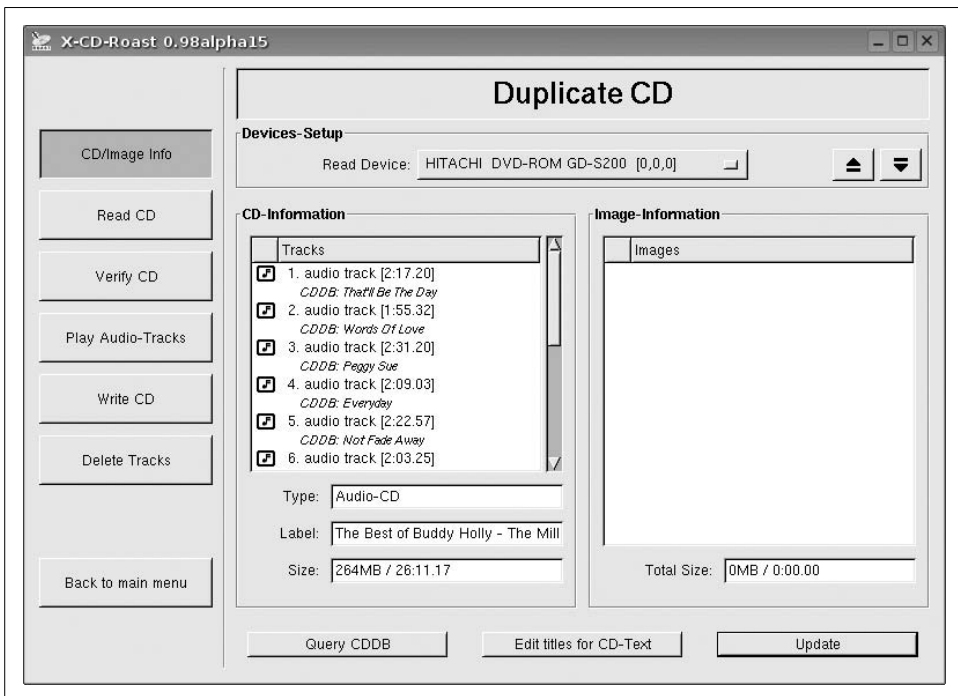 X-CD-Roast 0.98alpha15
Duplicate CD
Devices-Setup
Read Device: HITACHI DVD-ROM GD-S200 [0,0,0]
CD/Image Info
Read CD
Verify CD
Play Audio-Tracks
Write CD
Delete Tracks
Back to main menu
CD-Information
Tracks
1. audio track [2:17.20]
CDDB: That'll Be The Day
2. audio track [1:55.32]
CDDB: Words Of Love
3. audio track [2:31.20]
CDDB: Peggy Sue
4. audio track [2:09.03]
CDDB: Everyday
5. audio track [2:22.57]
CDDB: Not Fade Away
6. audio track [2:03.25]
Type: Audio-CD
Label: The Best of Buddy Holly - The Mill
Size: 264MB / 26:11.17
Image-Information
Images
Total Size: 0MB / 0:00.00
Query CDDB
Edit titles for CD-Text
Update